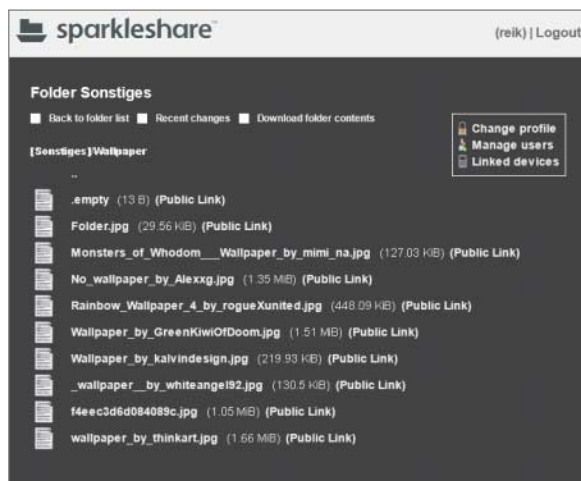 sparkleshare™
(reik) | Logout
Folder Sonstiges
Back to folder list Recent changes Download folder contents
Change profile
Manage users
Linked devices
[Sonstiges]/Wallpaper
..
.empty (13 B) (Public Link)
Folder.jpg (29.56 KiB) (Public Link)
Monsters_of_Whodom___Wallpaper_by_mimi_na.jpg (127.03 KiB) (Public Link)
No_wallpaper_by_Alexxg.jpg (1.35 MiB) (Public Link)
Rainbow_Wallpaper_4_by_rogueXunited.jpg (448.09 KiB) (Public Link)
Wallpaper_by_GreenKiwiOfDoom.jpg (1.51 MiB) (Public Link)
Wallpaper_by_kalvindesign.jpg (219.93 KiB) (Public Link)
_wallpaper__by_whiteangel92.jpg (130.5 KiB) (Public Link)
f4eec3d6d084089c.jpg (1.05 MiB) (Public Link)
wallpaper_by_thinkart.jpg (1.66 MiB) (Public Link)